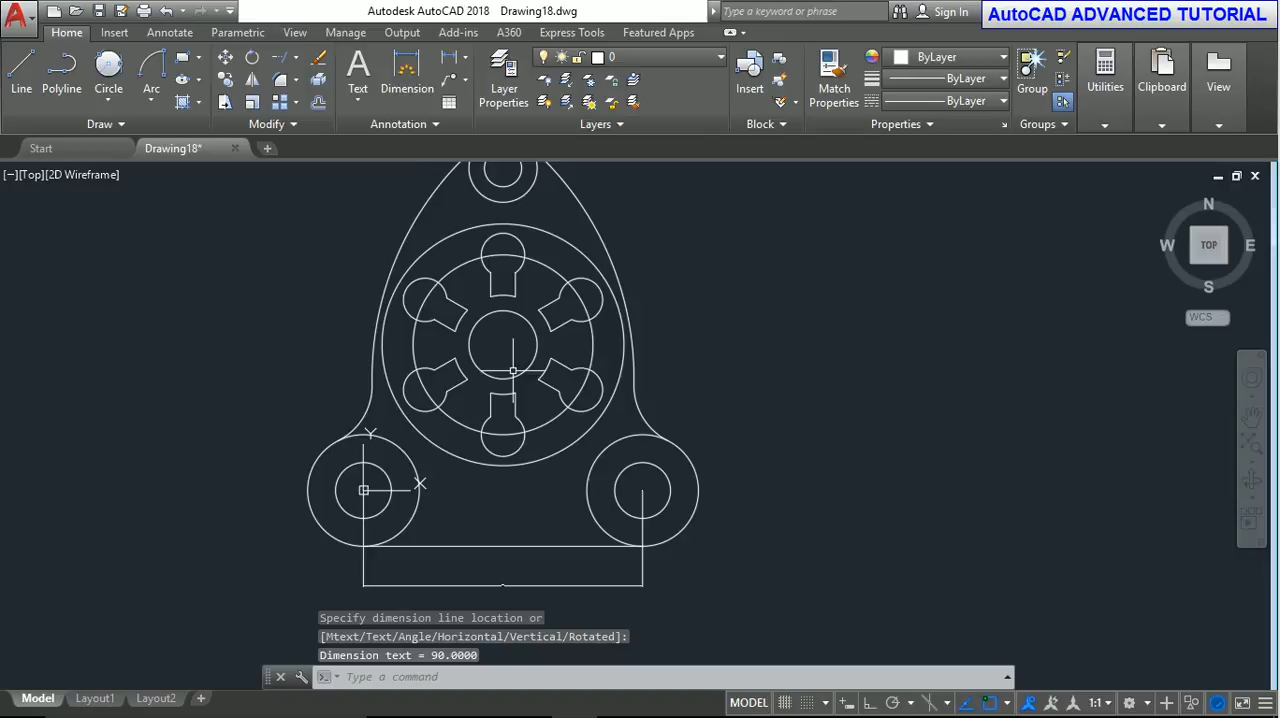 Autodesk AutoCAD 2018 Drawing18.dwg
Type a keyword or phrase
Sign In
AutoCAD ADVANCED TUTORIAL
Home Insert Annotate Parametric View Manage Output Add-ins A360 Express Tools Featured Apps
0
ByLayer
ByLayer
ByLayer
Line Polyline Circle Arc
Text Dimension
Layer Properties
Insert
Match Properties
Group
Utilities
Clipboard
View
Draw Modify Annotation Layers Block Properties Groups
Start Drawing18*
[−][Top][2D Wireframe]
N
W TOP E
S
WCS
Y
X
Specify dimension line location or
[Mtext/Text/Angle/Horizontal/Vertical/Rotated]:
Dimension text = 90.0000
Type a command
Model Layout1 Layout2 +
MODEL 1:1